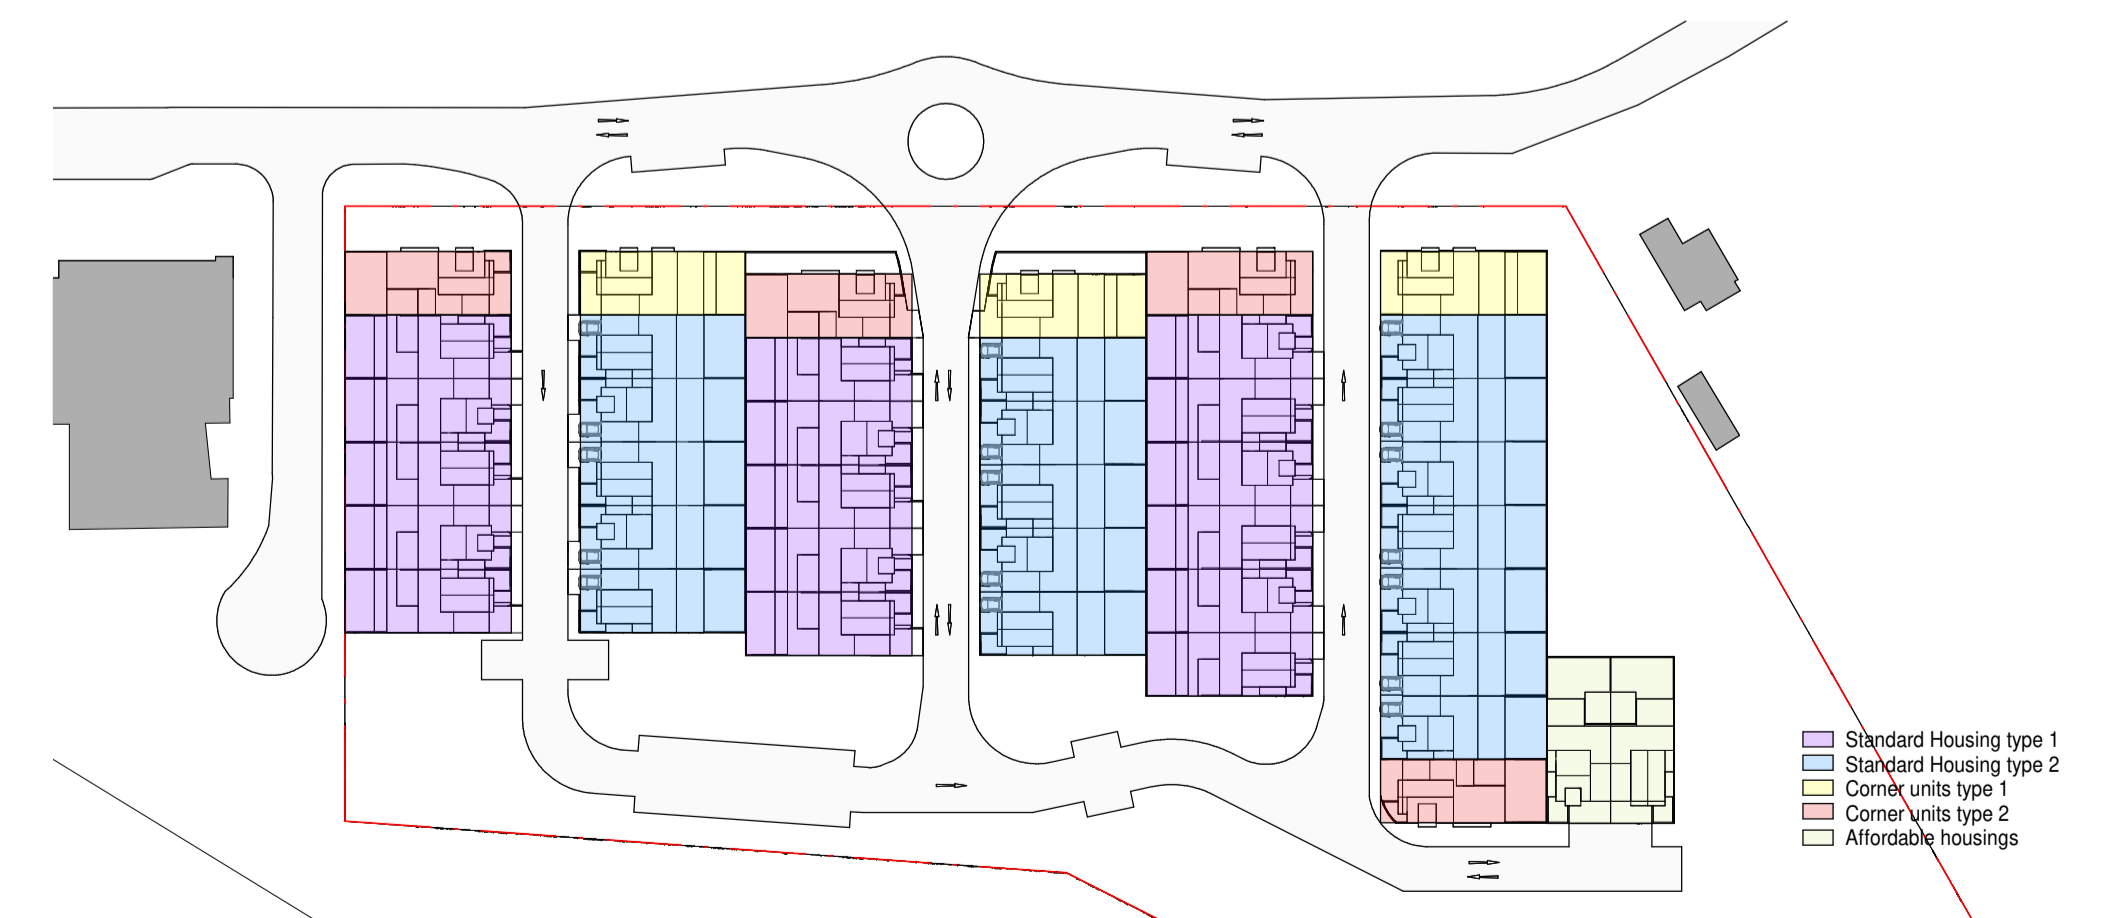 Standard Housing type 1
Standard Housing type 2
Corner units type 1
Corner units type 2
Affordable housings